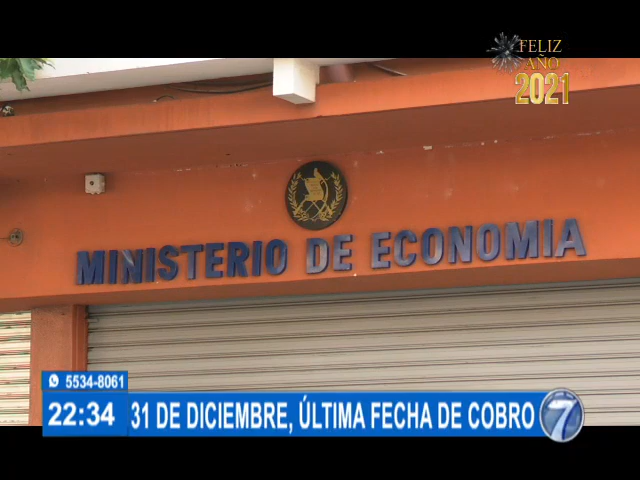 FELIZ
AÑO
2021
MINISTERIO DE ECONOMIA
5534-8061
22:34 31 DE DICIEMBRE, ÚLTIMA FECHA DE COBRO 7